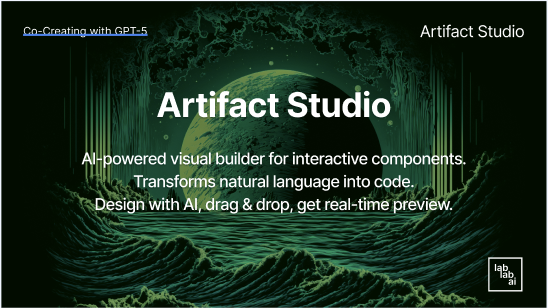 Co-Creating with GPT-5
Artifact Studio
Artifact Studio
AI-powered visual builder for interactive components.
Transforms natural language into code.
Design with AI, drag & drop, get real-time preview.
lab
lab
ai